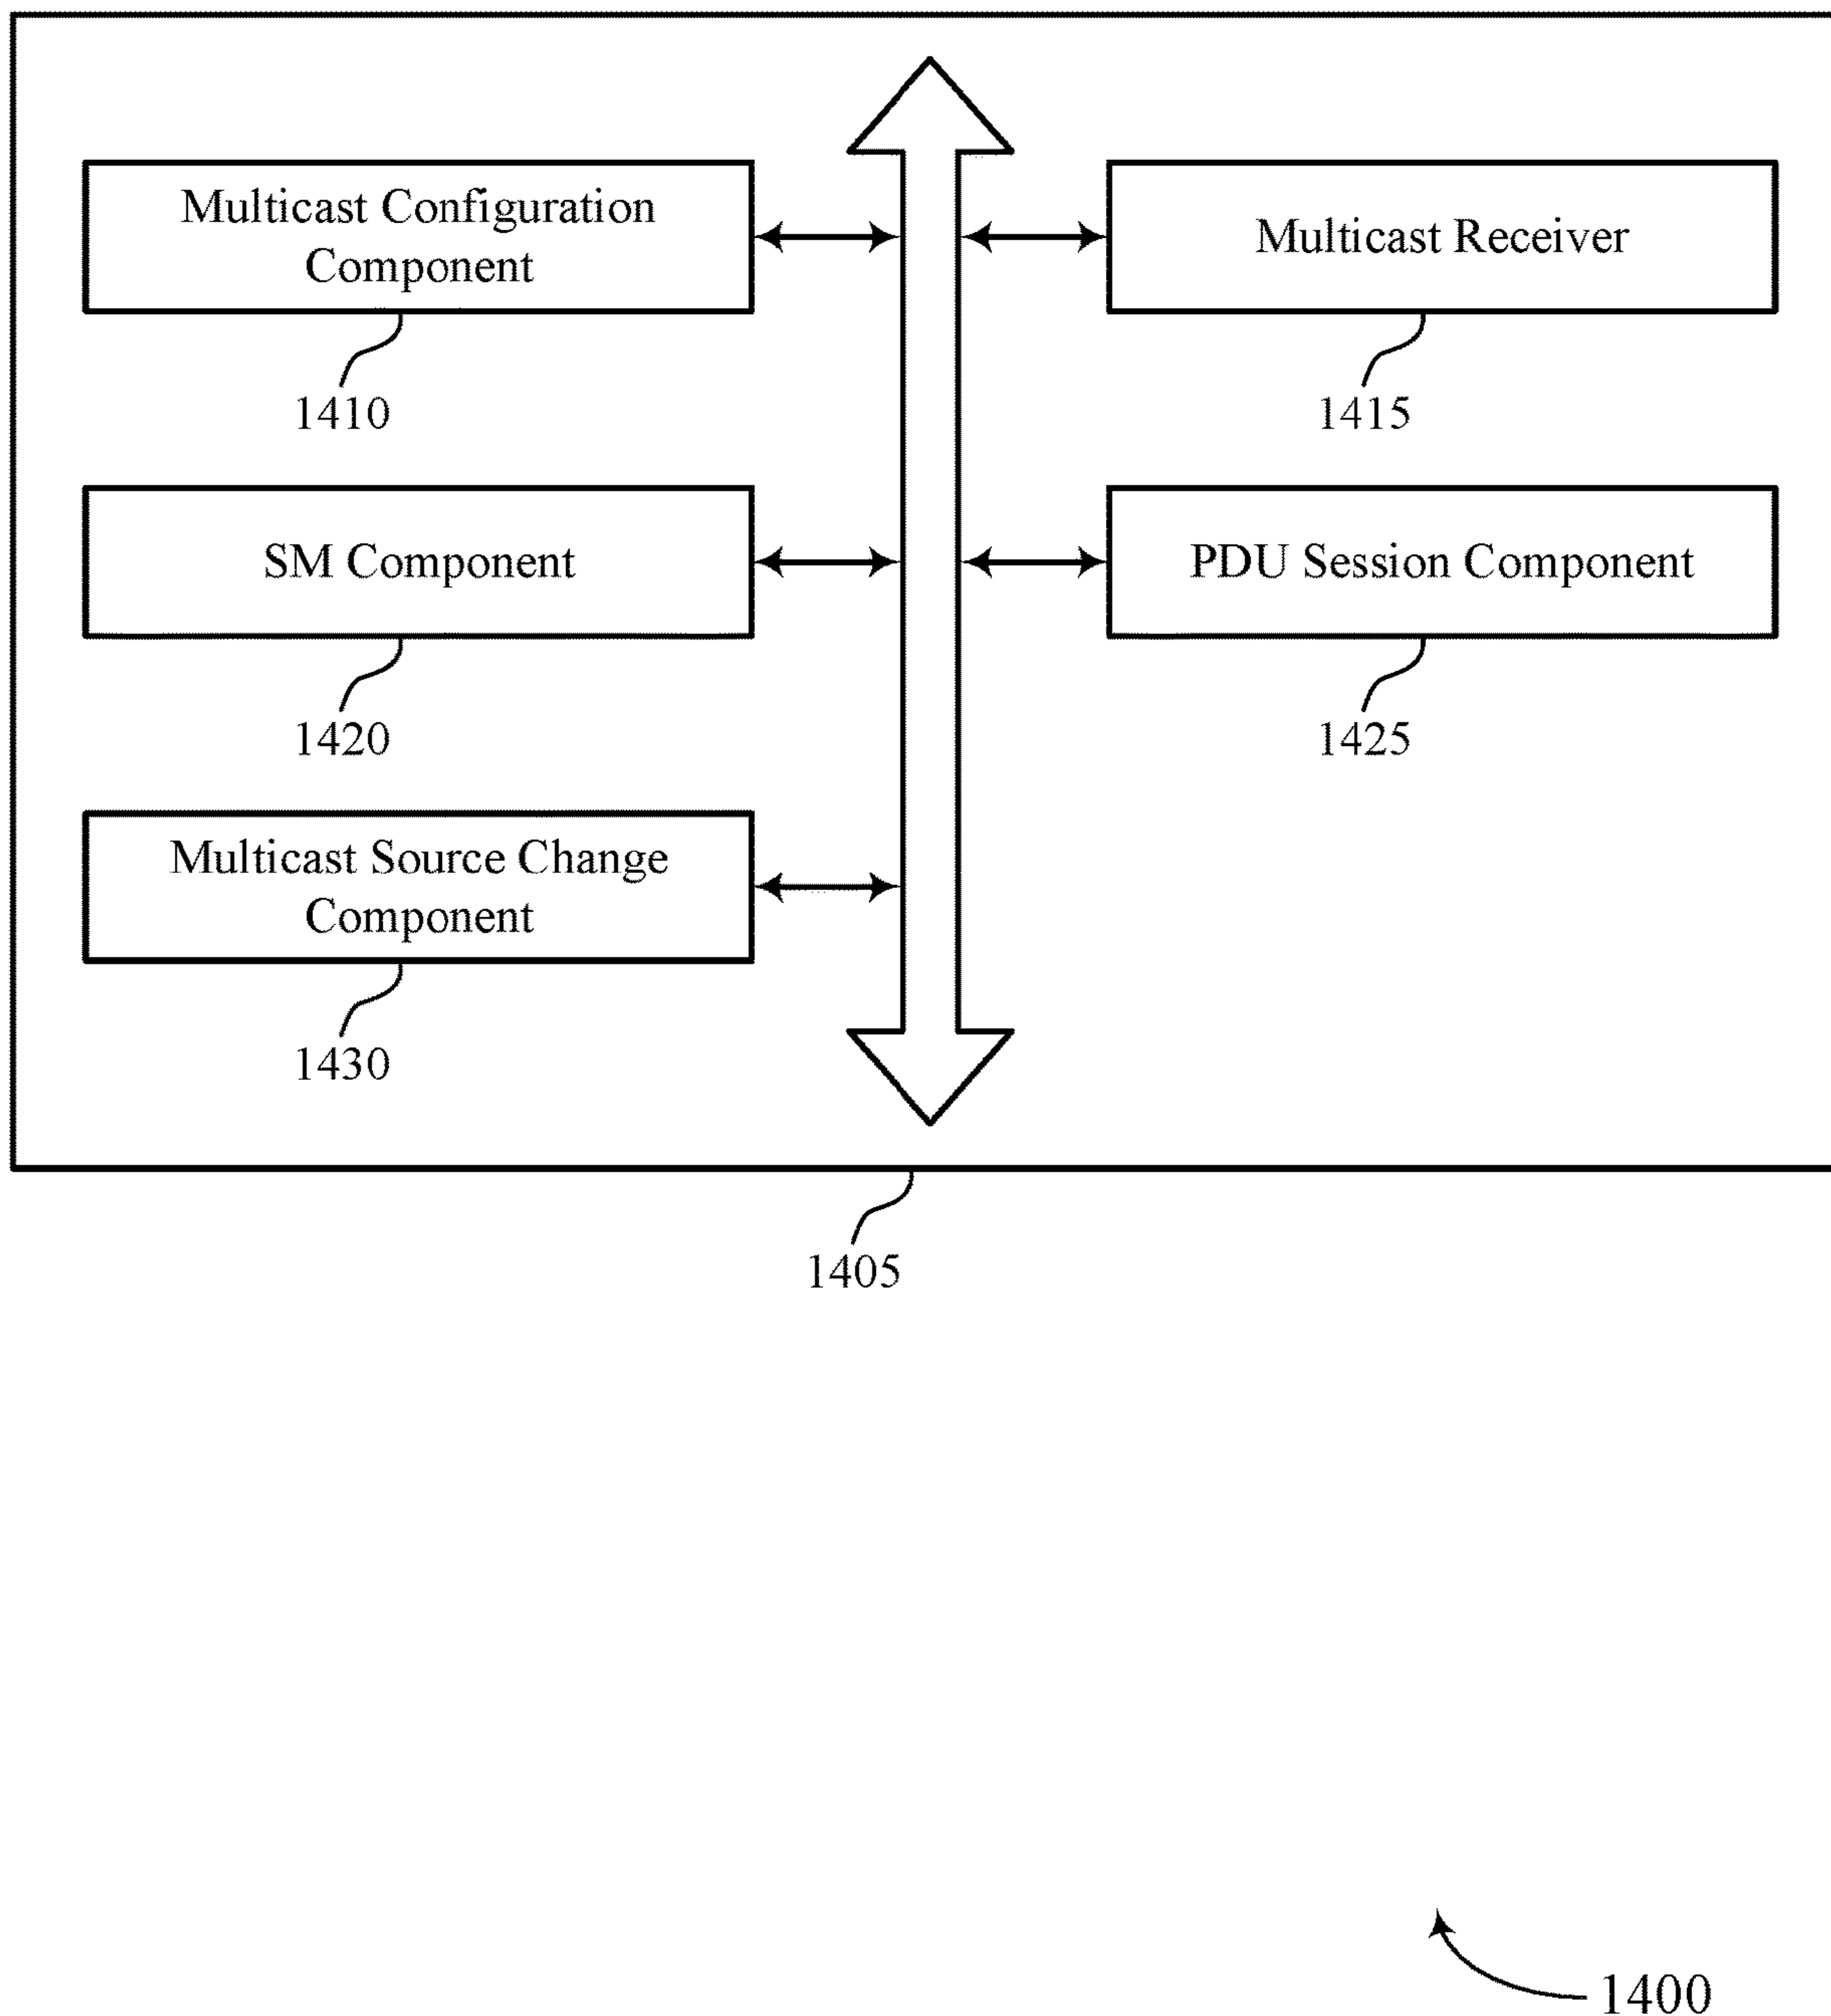 Multicast Configuration
Component
1410
Multicast Receiver
1415
SM Component
1420
PDU Session Component
1425
Multicast Source Change
Component
1430
1405
1400